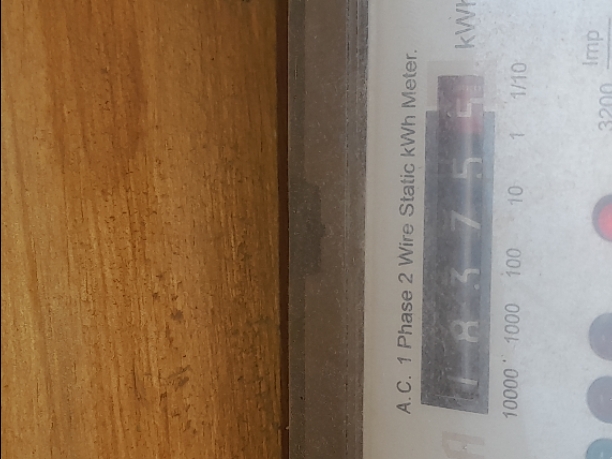 A.C. 1 Phase 2 Wire Static kWh Meter.
1 8 3 7 5 5 kWh
10000 1000 100 10 1 1/10
Imp
3200